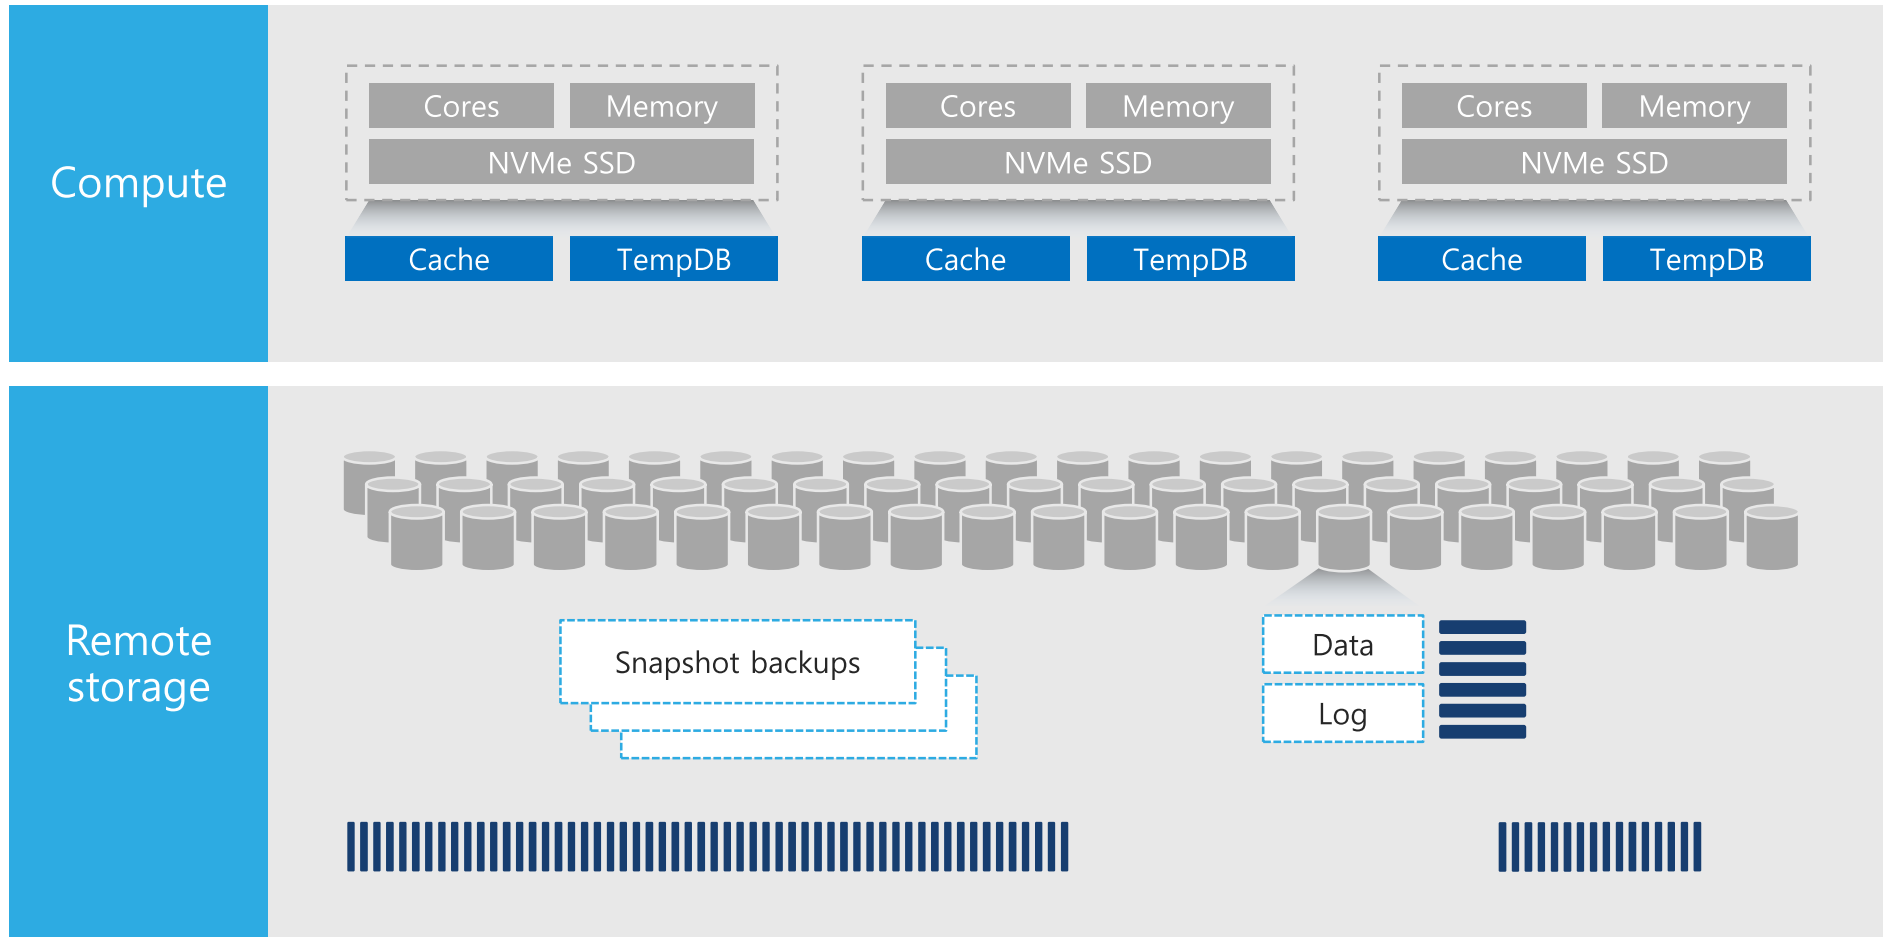 Compute
Cores
Memory
NVMe SSD
Cache
TempDB
Cores
Memory
NVMe SSD
Cache
TempDB
Cores
Memory
NVMe SSD
Cache
TempDB
Remote
storage
Snapshot backups
Data
Log